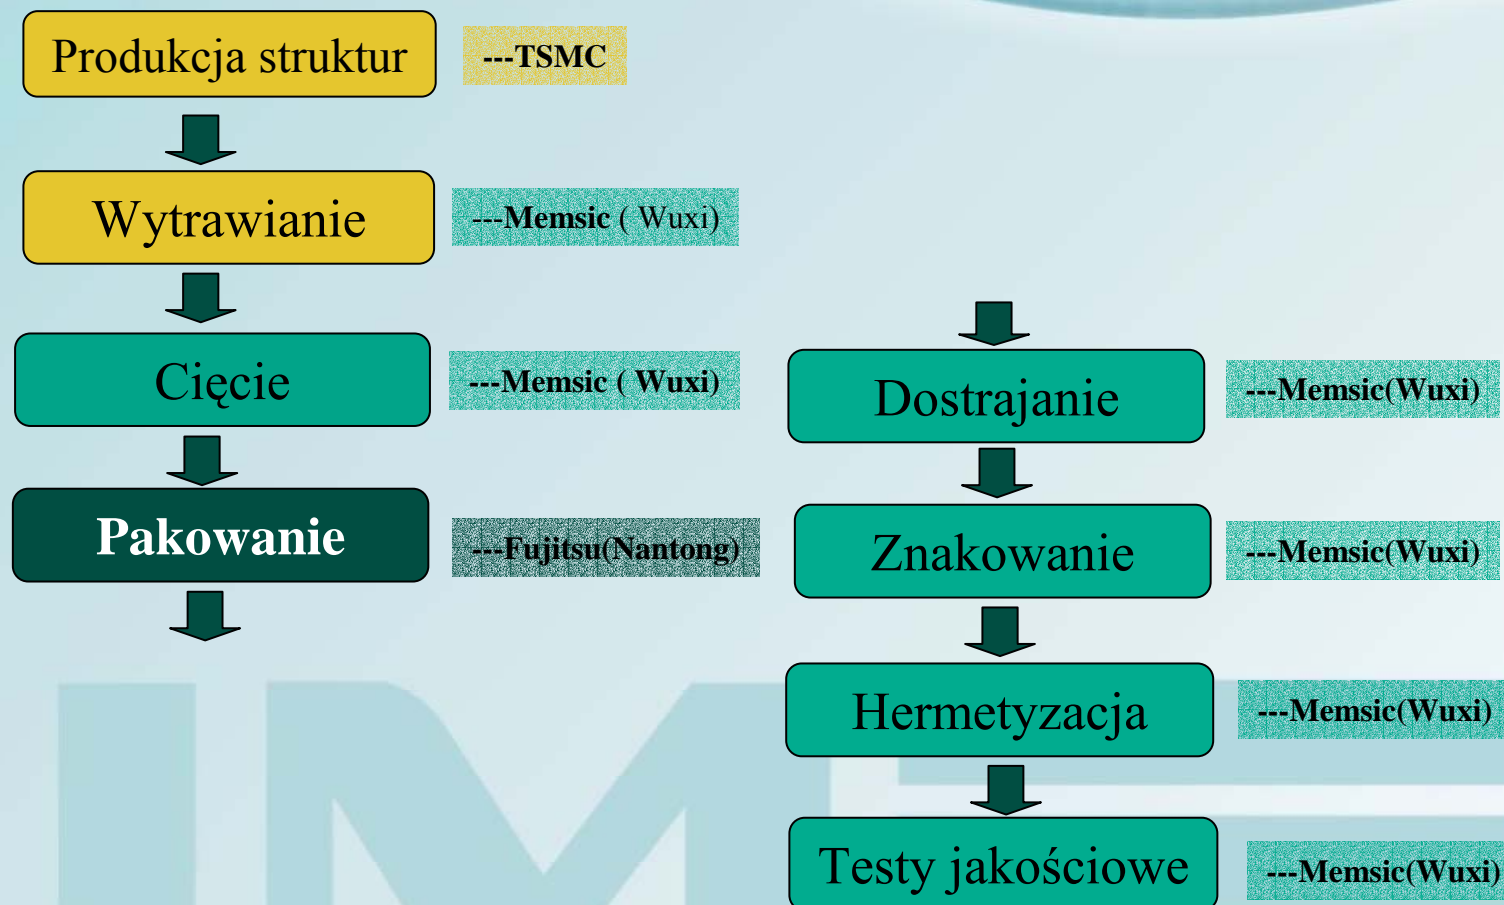 Produkcja struktur
---TSMC
Wytrawianie
---Memsic ( Wuxi)
Cięcie
---Memsic ( Wuxi)
Pakowanie
---Fujitsu(Nantong)
Dostrajanie
---Memsic(Wuxi)
Znakowanie
---Memsic(Wuxi)
Hermetyzacja
---Memsic(Wuxi)
Testy jakościowe
---Memsic(Wuxi)